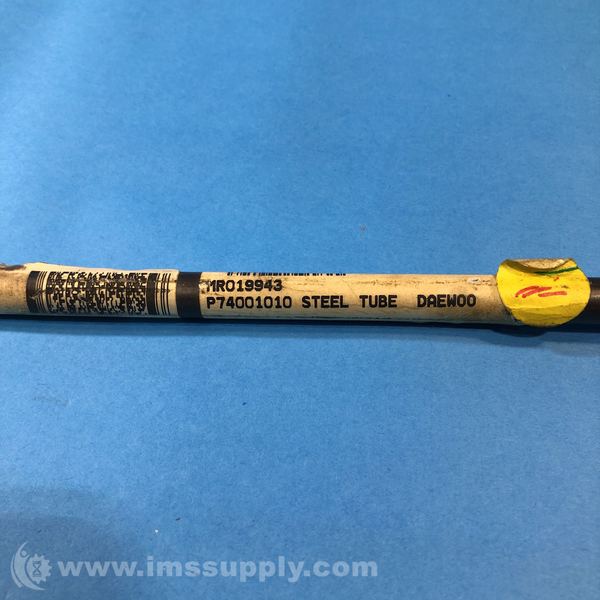 MRO19943
P74001010 STEEL TUBE DAEWOO
www.imssupply.com